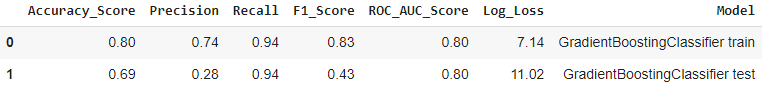 Accuracy_Score Precision Recall F1_Score ROC_AUC_Score Log_Loss Model
0 0.80 0.74 0.94 0.83 0.80 7.14 GradientBoostingClassifier train
1 0.69 0.28 0.94 0.43 0.80 11.02 GradientBoostingClassifier test